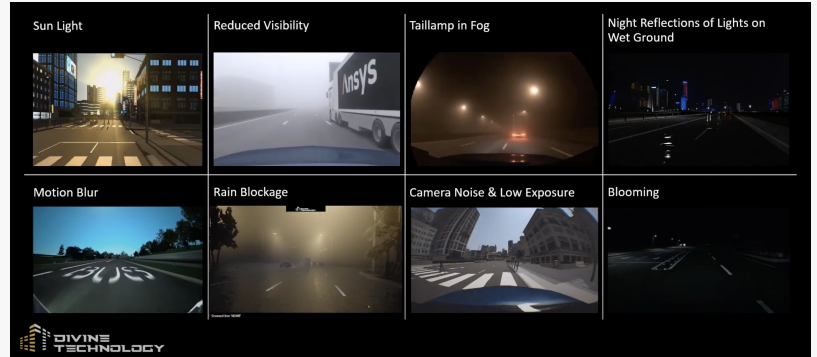 Sun Light
Reduced Visibility
Taillamp in Fog
Night Reflections of Lights on
Wet Ground
Ansys
Motion Blur
Rain Blockage
Camera Noise & Low Exposure
Blooming
BUS
DIVINE
TECHNOLOGY